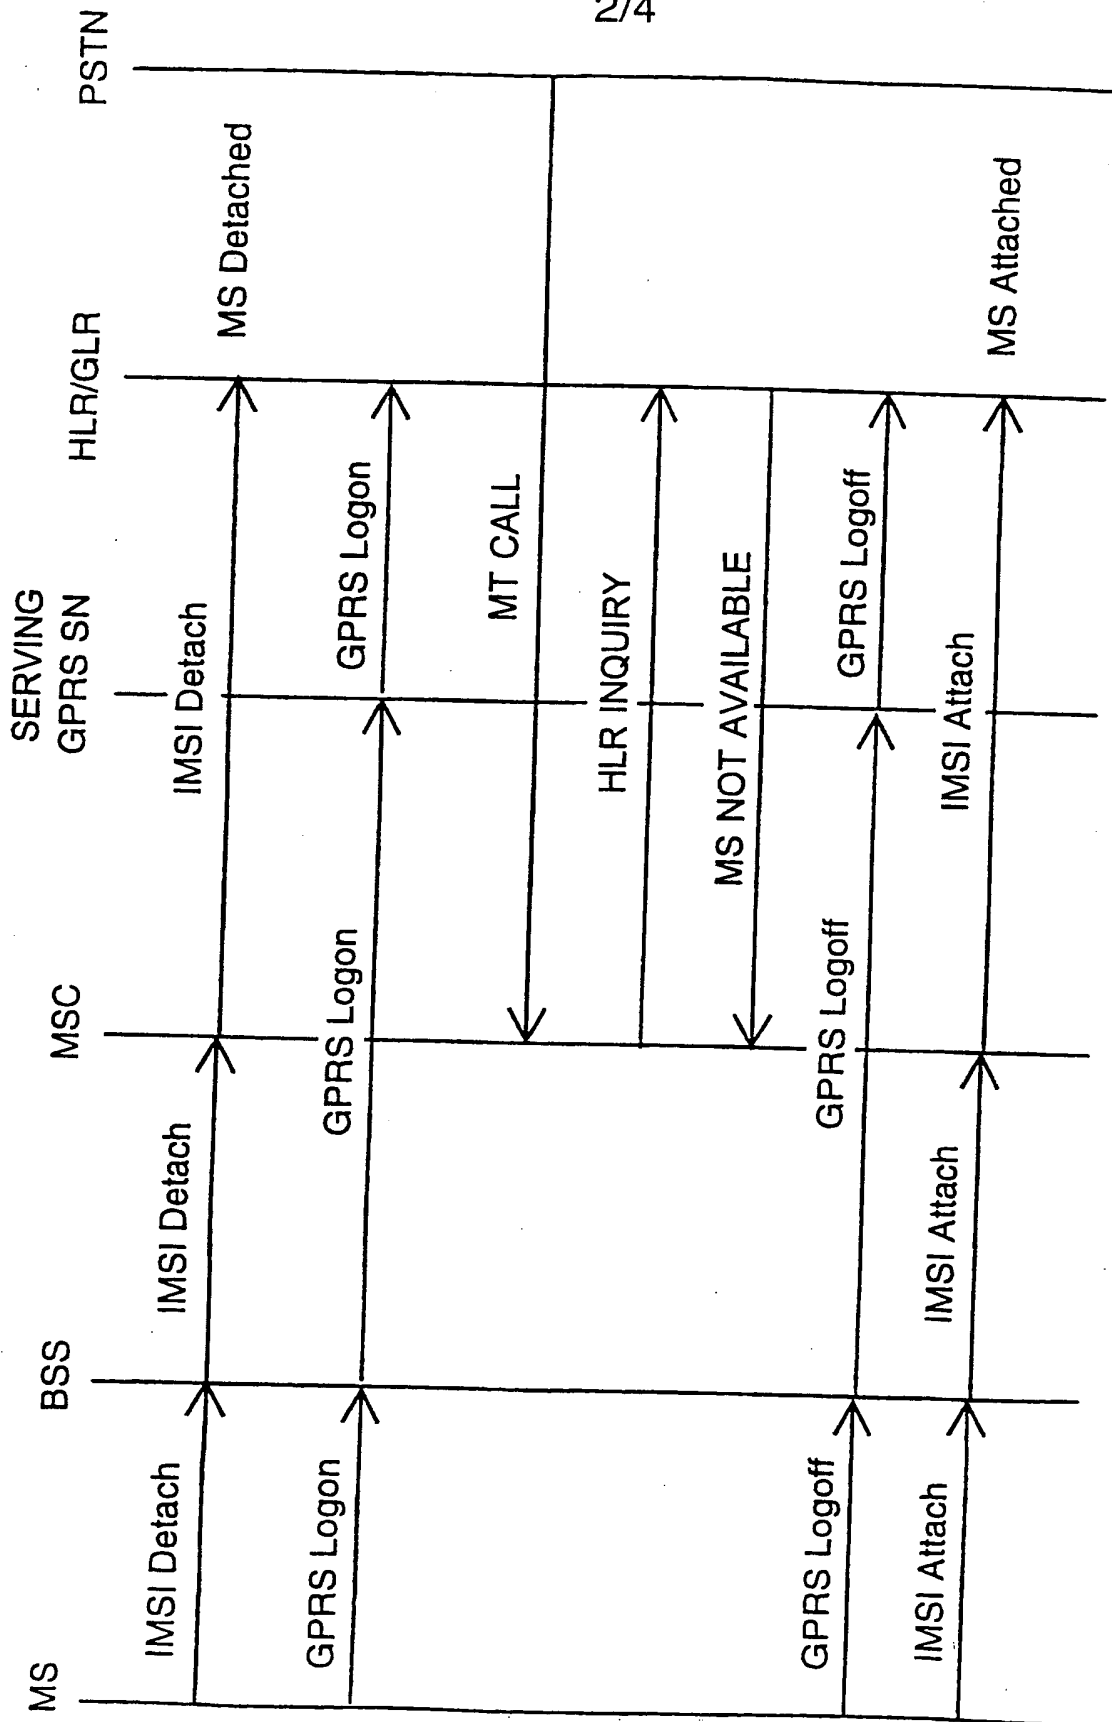 2/4
MS
BSS
MSC
SERVING
GPRS SN
HLR/GLR
PSTN
IMSI Detach
IMSI Detach
IMSI Detach
MS Detached
GPRS Logon
GPRS Logon
GPRS Logon
MT CALL
HLR INQUIRY
MS NOT AVAILABLE
GPRS Logoff
GPRS Logoff
GPRS Logoff
IMSI Attach
IMSI Attach
IMSI Attach
MS Attached